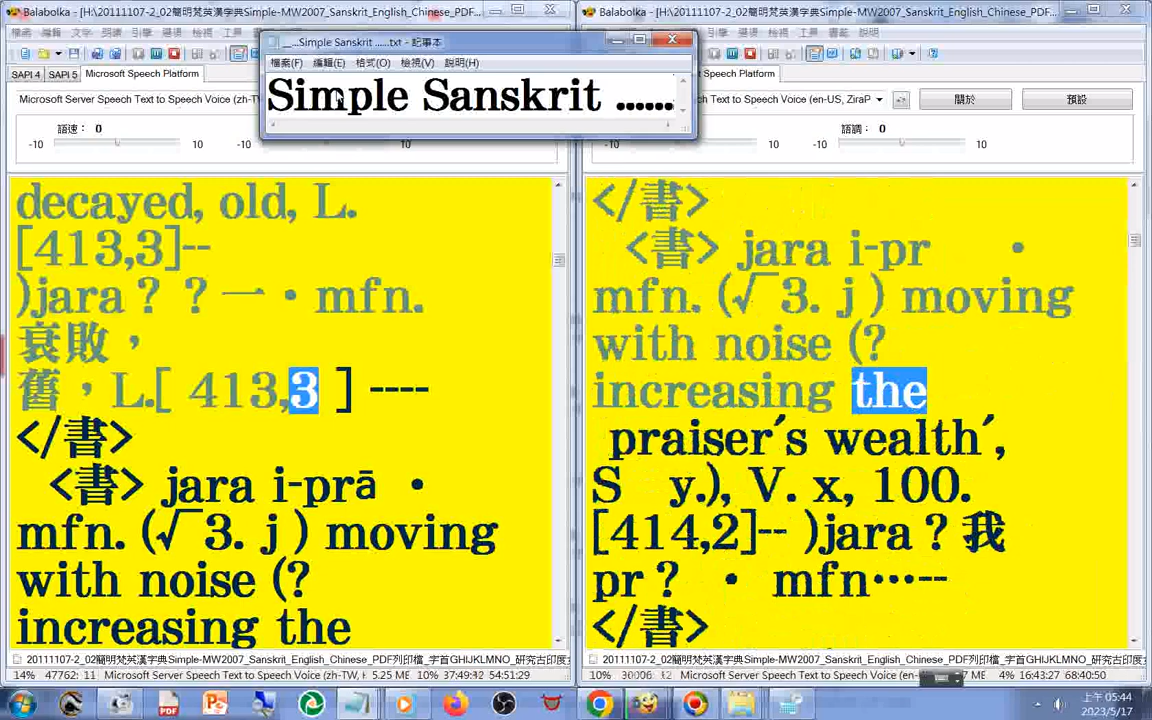 Balabolka - [H:\20111107-2_02簡明梵英漢字典Simple-MW2007_Sanskrit_English_Chinese_PDF...
Balabolka - [H:\20111107-2_02簡明梵英漢字典Simple-MW2007_Sanskrit_English_Chinese_PDF...
__...Simple Sanskrit ......txt - 記事本
檔案(F) 編輯(E) 格式(O) 檢視(V) 說明(H)
Simple Sanskrit ......
SAPI 4 SAPI 5 Microsoft Speech Platform
t Speech Platform
Microsoft Server Speech Text to Speech Voice (zh-TW
ch Text to Speech Voice (en-US, ZiraP
關於
預設
語速： 0
語調： 0
-10 10 10
-10 10
decayed, old, L.
[413,3]--
)jara ? ? 一 • mfn.
衰敗，
舊，L.[ 413,3 ] ----
</書>
<書> jara i-prā •
mfn. (√ 3. j ) moving
with noise (?
increasing the
</書>
<書> jara i-pr •
mfn. (√ 3. j ) moving
with noise (?
increasing the
praiser′s wealth′,
S y.), V. x, 100.
[414,2]-- )jara ? 我
pr ? • mfn…--
</書>
20111107-2_02簡明梵英漢字典Simple-MW2007_Sanskrit_English_Chinese_PDF列印檔_字首GHIJKLMNO_研究古印度
20111107-2_02簡明梵英漢字典Simple-MW2007_Sanskrit_English_Chinese_PDF列印檔_字首GHIJKLMNO_研究古印度
14% 47762: 11 Microsoft Server Speech Text to Speech Voice (zh-TW, 5.25 ME 10% 37:49:32 54:51:29
10% 30006: Microsoft Server Speech Text to Speech Voice (en-US 4% 16:43:27 68:40:50
上午 05:44
2023/5/17